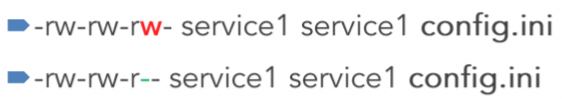 -rw-rw-rw- service1 service1 config.ini
-rw-rw-r-- service1 service1 config.ini